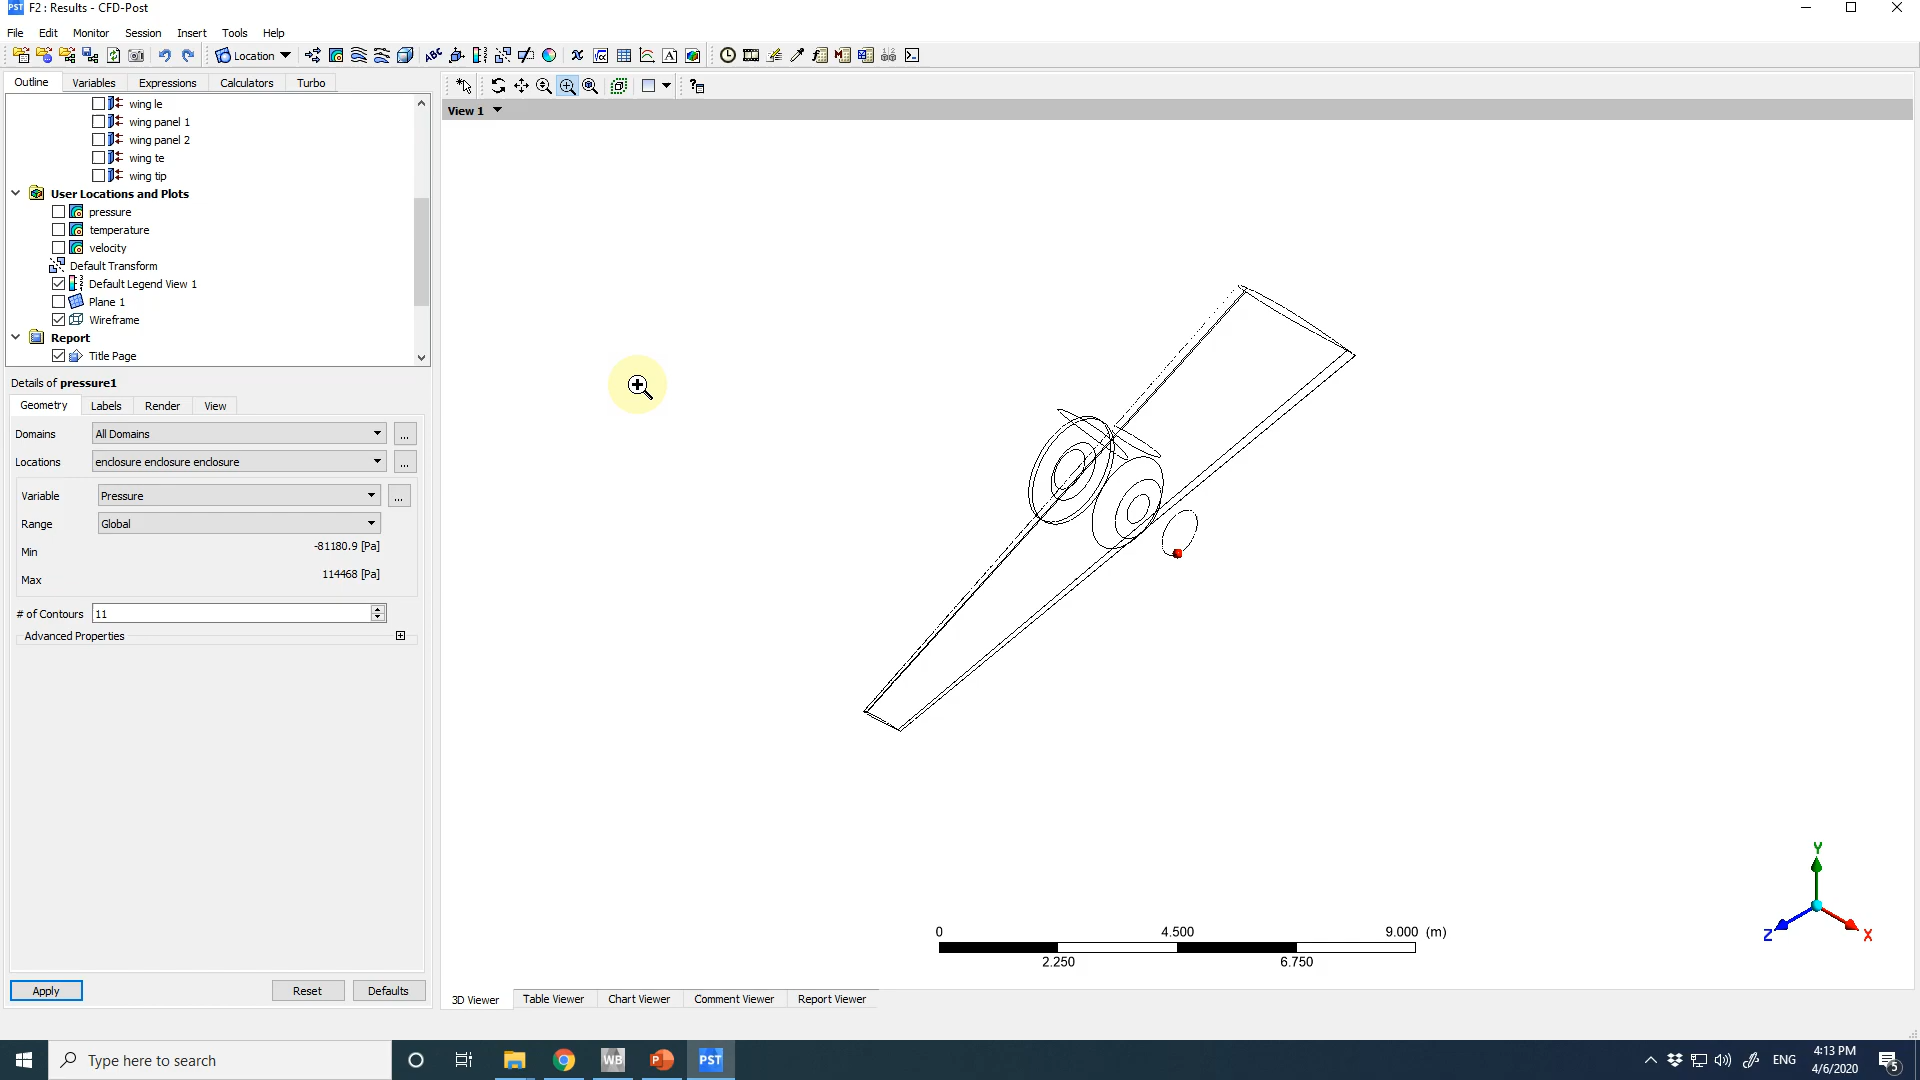 PST F2 : Results - CFD-Post
File Edit Monitor Session Insert Tools Help
Location
Outline Variables Expressions Calculators Turbo
wing le
wing panel 1
wing panel 2
wing te
wing tip
User Locations and Plots
pressure
temperature
velocity
Default Transform
Default Legend View 1
Plane 1
Wireframe
Report
Title Page
Details of pressure1
Geometry Labels Render View
Domains All Domains ...
Locations enclosure enclosure enclosure ...
Variable Pressure ...
Range Global
Min -81180.9 [Pa]
Max 114468 [Pa]
# of Contours 11
Advanced Properties
Apply Reset Defaults
View 1
0 4.500 9.000 (m)
2.250 6.750
Y
Z X
3D Viewer Table Viewer Chart Viewer Comment Viewer Report Viewer
Type here to search
WB P PST
ENG
4:13 PM
4/6/2020
5